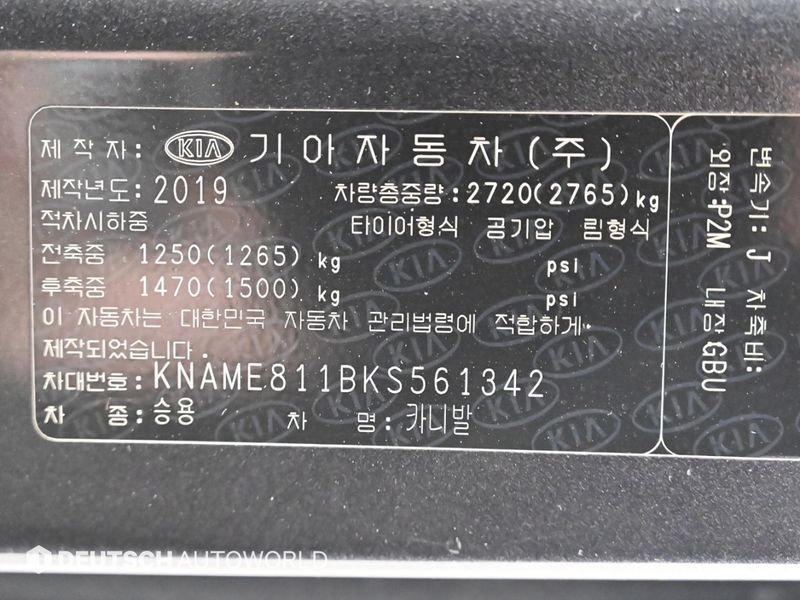 제 작 자: KIA 기아자동차(주)
제작년도: 2019 차량총중량: 2720(2765)kg
적차시하중 타이어형식 공기압 림형식
전축중 1250(1265) kg psi
후축중 1470(1500) kg psi
이 자동차는 대한민국 자동차 관리법령에 적합하게
제작되었습니다.
차대번호: KNAME811BKS561342
차 종: 승용 차 명: 카니발
변속기: J 차축비:
외장:P2M 내장:GBU
DEUTSCH AUTOWORLD